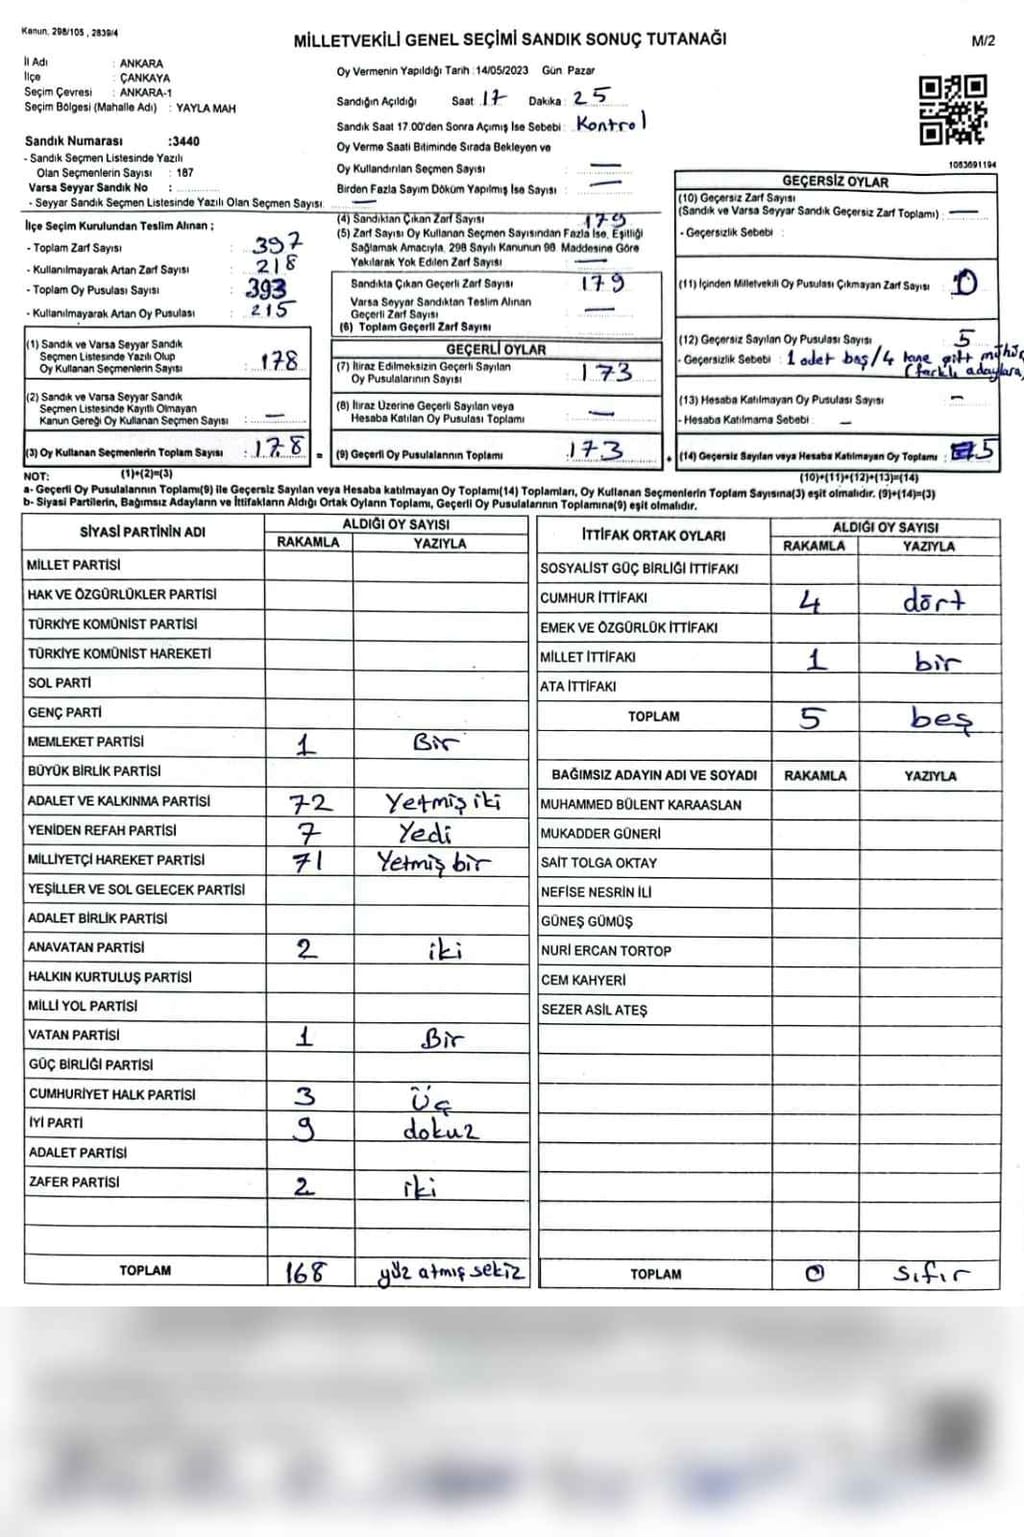 Kanun. 298/105 , 2839/4
MİLLETVEKİLİ GENEL SEÇİMİ SANDIK SONUÇ TUTANAĞI
M/2
İl Adı : ANKARA
İlçe : ÇANKAYA
Seçim Çevresi : ANKARA-1
Seçim Bölgesi (Mahalle Adı) : YAYLA MAH
Sandık Numarası :3440
- Sandık Seçmen Listesinde Yazılı
Olan Seçmenlerin Sayısı : 187
Varsa Seyyar Sandık No :
- Seyyar Sandık Seçmen Listesinde Yazılı Olan Seçmen Sayısı : —
Oy Vermenin Yapıldığı Tarih :14/05/2023 Gün Pazar
Sandığın Açıldığı Saat 17 Dakika : 25
Sandık Saat 17.00'den Sonra Açımış İse Sebebi : Kontrol
Oy Verme Saati Bitiminde Sırada Bekleyen ve
Oy Kullandırılan Seçmen Sayısı : —
Birden Fazla Sayım Döküm Yapılmış İse Sayısı : —
1083691194
İlçe Seçim Kurulundan Teslim Alınan ;
- Toplam Zarf Sayısı : 397
- Kullanılmayarak Artan Zarf Sayısı : 218
- Toplam Oy Pusulası Sayısı : 393
- Kullanılmayarak Artan Oy Pusulası : 215
(1) Sandık ve Varsa Seyyar Sandık
Seçmen Listesinde Yazılı Olup
Oy Kullanan Seçmenlerin Sayısı : 178
(2) Sandık ve Varsa Seyyar Sandık
Seçmen Listesinde Kayıtlı Olmayan
Kanun Gereği Oy Kullanan Seçmen Sayısı : —
(3) Oy Kullanan Seçmenlerin Toplam Sayısı : 178 =
(4) Sandıktan Çıkan Zarf Sayısı 179
(5) Zarf Sayısı Oy Kullanan Seçmen Sayısından Fazla İse, Eşitliği
Sağlamak Amacıyla, 298 Sayılı Kanunun 98. Maddesine Göre
Yakılarak Yok Edilen Zarf Sayısı : —
Sandıkta Çıkan Geçerli Zarf Sayısı : 179
Varsa Seyyar Sandıktan Teslim Alınan
Geçerli Zarf Sayısı : —
(6) Toplam Geçerli Zarf Sayısı
GEÇERLİ OYLAR
(7) İtiraz Edilmeksizin Geçerli Sayılan
Oy Pusulalarının Sayısı : 173
(8) İtiraz Üzerine Geçerli Sayılan veya
Hesaba Katılan Oy Pusulası Toplamı : —
(9) Geçerli Oy Pusulalarının Toplamı : 173 +
GEÇERSİZ OYLAR
(10) Geçersiz Zarf Sayısı
(Sandık ve Varsa Seyyar Sandık Geçersiz Zarf Toplamı) : —
- Geçersizlik Sebebi :
(11) İçinden Milletvekili Oy Pusulası Çıkmayan Zarf Sayısı : 0
(12) Geçersiz Sayılan Oy Pusulası Sayısı : 5
- Geçersizlik Sebebi : 1 adet boş/4 tane çift mühür
(farklı adaylara)
(13) Hesaba Katılmayan Oy Pusulası Sayısı : -
- Hesaba Katılmama Sebebi : —
(14) Geçersiz Sayılan veya Hesaba Katılmayan Oy Toplamı : 5
NOT: (1)+(2)=(3)
(10)+(11)+(12)+(13)=(14)
a- Geçerli Oy Pusulalarının Toplamı(9) ile Geçersiz Sayılan veya Hesaba katılmayan Oy Toplamı(14) Toplamları, Oy Kullanan Seçmenlerin Toplam Sayısına(3) eşit olmalıdır. (9)+(14)=(3)
b- Siyasi Partilerin, Bağımsız Adayların ve İttifakların Aldığı Ortak Oyların Toplamı, Geçerli Oy Pusulalarının Toplamına(9) eşit olmalıdır.
SİYASİ PARTİNİN ADI ALDIĞI OY SAYISI
RAKAMLA YAZIYLA
MİLLET PARTİSİ
HAK VE ÖZGÜRLÜKLER PARTİSİ
TÜRKİYE KOMÜNİST PARTİSİ
TÜRKİYE KOMÜNİST HAREKETİ
SOL PARTİ
GENÇ PARTİ
MEMLEKET PARTİSİ 1 Bir
BÜYÜK BİRLİK PARTİSİ
ADALET VE KALKINMA PARTİSİ 72 Yetmiş iki
YENİDEN REFAH PARTİSİ 7 Yedi
MİLLİYETÇİ HAREKET PARTİSİ 71 Yetmiş bir
YEŞİLLER VE SOL GELECEK PARTİSİ
ADALET BİRLİK PARTİSİ
ANAVATAN PARTİSİ 2 iki
HALKIN KURTULUŞ PARTİSİ
MİLLİ YOL PARTİSİ
VATAN PARTİSİ 1 Bir
GÜÇ BİRLİĞİ PARTİSİ
CUMHURİYET HALK PARTİSİ 3 Üç
İYİ PARTİ 9 dokuz
ADALET PARTİSİ
ZAFER PARTİSİ 2 iki
TOPLAM 168 yüz atmış sekiz
İTTİFAK ORTAK OYLARI ALDIĞI OY SAYISI
RAKAMLA YAZIYLA
SOSYALİST GÜÇ BİRLİĞİ İTTİFAKI
CUMHUR İTTİFAKI 4 dört
EMEK VE ÖZGÜRLÜK İTTİFAKI
MİLLET İTTİFAKI 1 bir
ATA İTTİFAKI
TOPLAM 5 beş
BAĞIMSIZ ADAYIN ADI VE SOYADI RAKAMLA YAZIYLA
MUHAMMED BÜLENT KARAASLAN
MUKADDER GÜNERİ
SAİT TOLGA OKTAY
NEFİSE NESRİN İLİ
GÜNEŞ GÜMÜŞ
NURİ ERCAN TORTOP
CEM KAHYERİ
SEZER ASİL ATEŞ
TOPLAM 0 sıfır